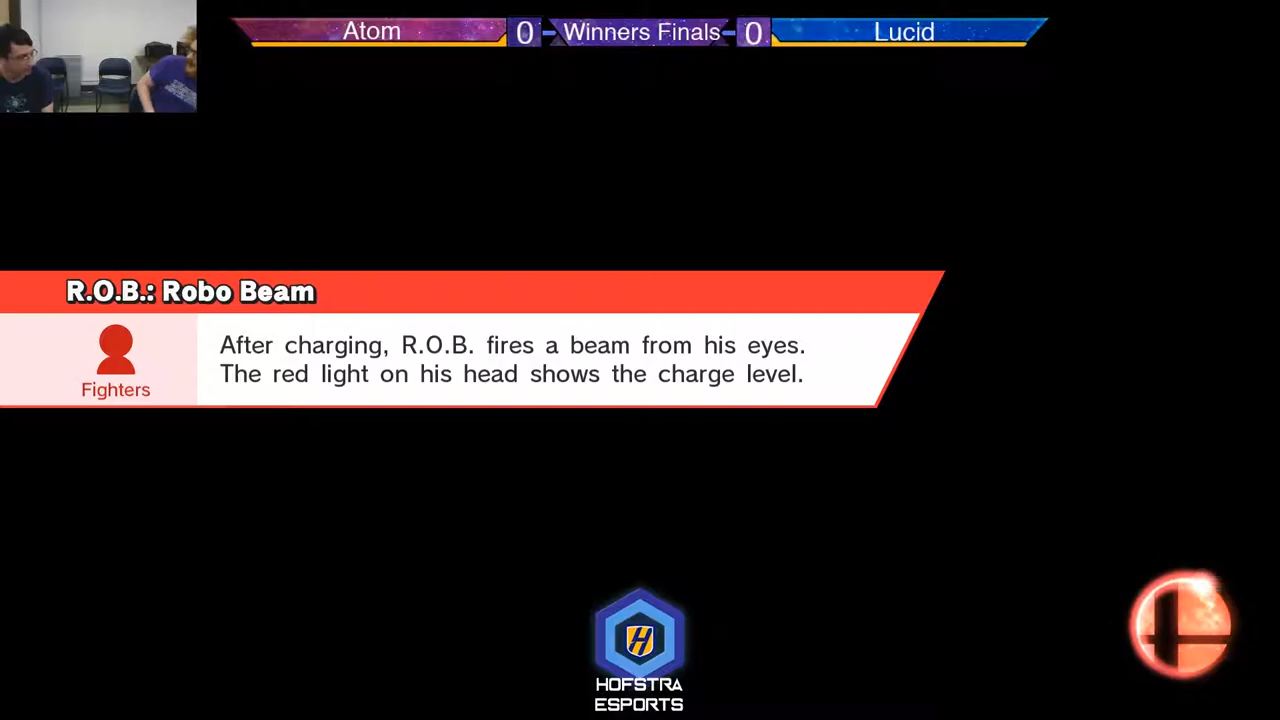 Atom 0 Winners Finals 0 Lucid
R.O.B.: Robo Beam
After charging, R.O.B. fires a beam from his eyes.
The red light on his head shows the charge level.
Fighters
H
HOFSTRA
ESPORTS